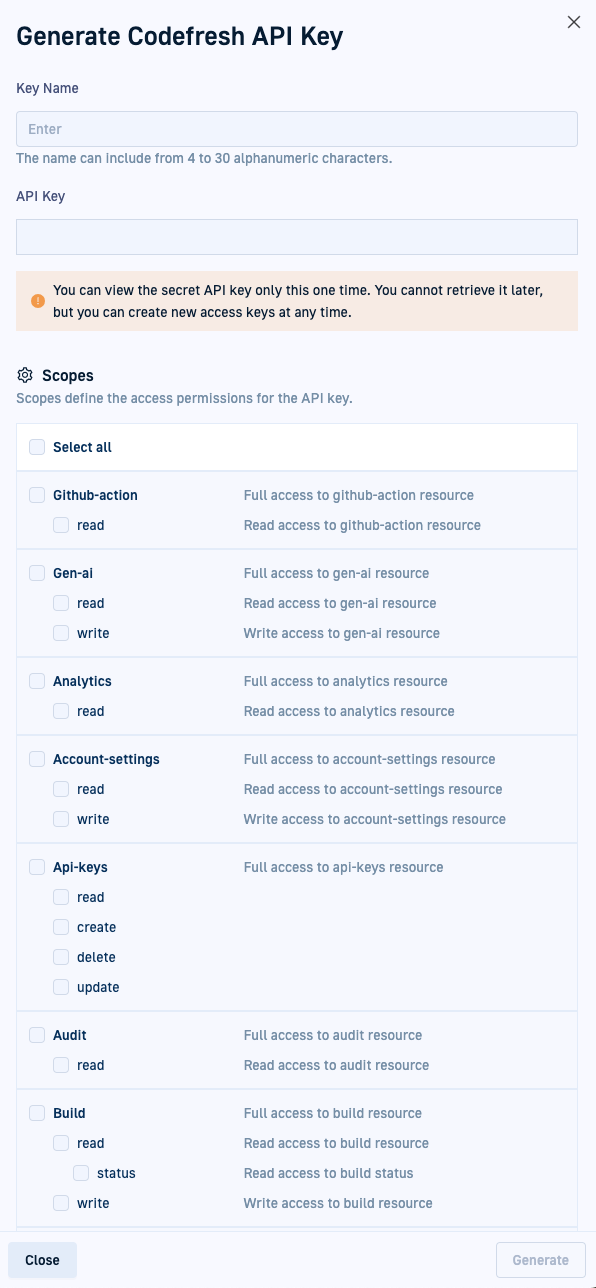 Generate Codefresh API Key
Key Name
Enter
The name can include from 4 to 30 alphanumeric characters.
API Key
You can view the secret API key only this one time. You cannot retrieve it later,
but you can create new access keys at any time.
Scopes
Scopes define the access permissions for the API key.
Select all
Github-action Full access to github-action resource
read Read access to github-action resource
Gen-ai Full access to gen-ai resource
read Read access to gen-ai resource
write Write access to gen-ai resource
Analytics Full access to analytics resource
read Read access to analytics resource
Account-settings Full access to account-settings resource
read Read access to account-settings resource
write Write access to account-settings resource
Api-keys Full access to api-keys resource
read
create
delete
update
Audit Full access to audit resource
read Read access to audit resource
Build Full access to build resource
read Read access to build resource
status Read access to build status
write Write access to build resource
Close Generate